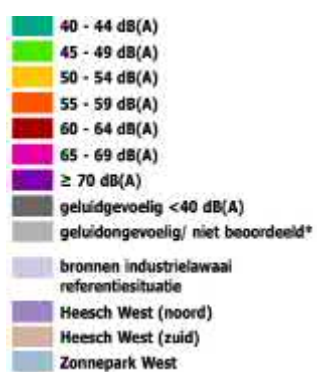 40 - 44 dB(A)
45 - 49 dB(A)
50 - 54 dB(A)
55 - 59 dB(A)
60 - 64 dB(A)
65 - 69 dB(A)
≥ 70 dB(A)
geluidgevoelig <40 dB(A)
geluidongevoelig/ niet beoordeeld*
bronnen industrielawaai
referentiesituatie
Heesch West (noord)
Heesch West (zuid)
Zonnepark West